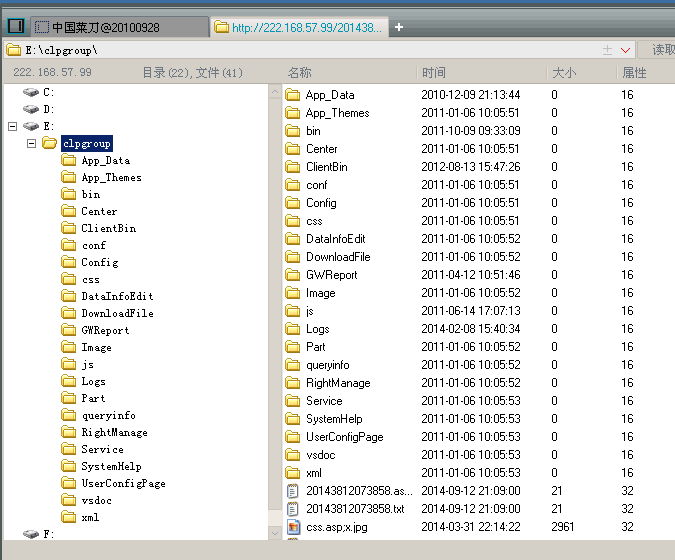 中国菜刀@20100928 http://222.168.57.99/201438... +
E:\clpgroup\ 读取
222.168.57.99 目录(22),文件(41) 名称 时间 大小 属性
C:
D:
E:
clpgroup
App_Data
App_Themes
bin
Center
ClientBin
conf
Config
css
DataInfoEdit
DownloadFile
GWReport
Image
js
Logs
Part
queryinfo
RightManage
Service
SystemHelp
UserConfigPage
vsdoc
xml
F:
App_Data 2010-12-09 21:13:44 0 16
App_Themes 2011-01-06 10:05:51 0 16
bin 2011-10-09 09:33:09 0 16
Center 2011-01-06 10:05:51 0 16
ClientBin 2012-08-13 15:47:26 0 16
conf 2011-01-06 10:05:51 0 16
Config 2011-01-06 10:05:51 0 16
css 2011-01-06 10:05:51 0 16
DataInfoEdit 2011-01-06 10:05:52 0 16
DownloadFile 2011-01-06 10:05:52 0 16
GWReport 2011-04-12 10:51:46 0 16
Image 2011-01-06 10:05:52 0 16
js 2011-06-14 17:07:13 0 16
Logs 2014-02-08 15:40:34 0 16
Part 2011-01-06 10:05:52 0 16
queryinfo 2011-01-06 10:05:52 0 16
RightManage 2011-01-06 10:05:52 0 16
Service 2011-01-06 10:05:53 0 16
SystemHelp 2011-01-06 10:05:53 0 16
UserConfigPage 2011-01-06 10:05:53 0 16
vsdoc 2011-01-06 10:05:53 0 16
xml 2011-01-06 10:05:53 0 16
20143812073858.as... 2014-09-12 21:09:00 21 32
20143812073858.txt 2014-09-12 21:09:00 21 32
css.asp;x.jpg 2014-03-31 22:14:22 2961 32